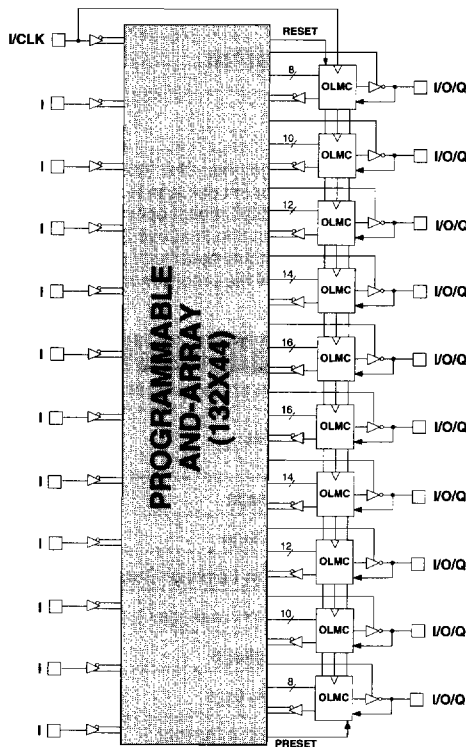 I/CLK
RESET
8
OLMC
I/O/Q
I
10
OLMC
I/O/Q
I
12
OLMC
I/O/Q
I
14
OLMC
I/O/Q
I
16
OLMC
I/O/Q
I
PROGRAMMABLE
AND-ARRAY
(132X44)
16
OLMC
I/O/Q
I
14
OLMC
I/O/Q
I
12
OLMC
I/O/Q
I
10
OLMC
I/O/Q
I
8
OLMC
I/O/Q
I
I
PRESET